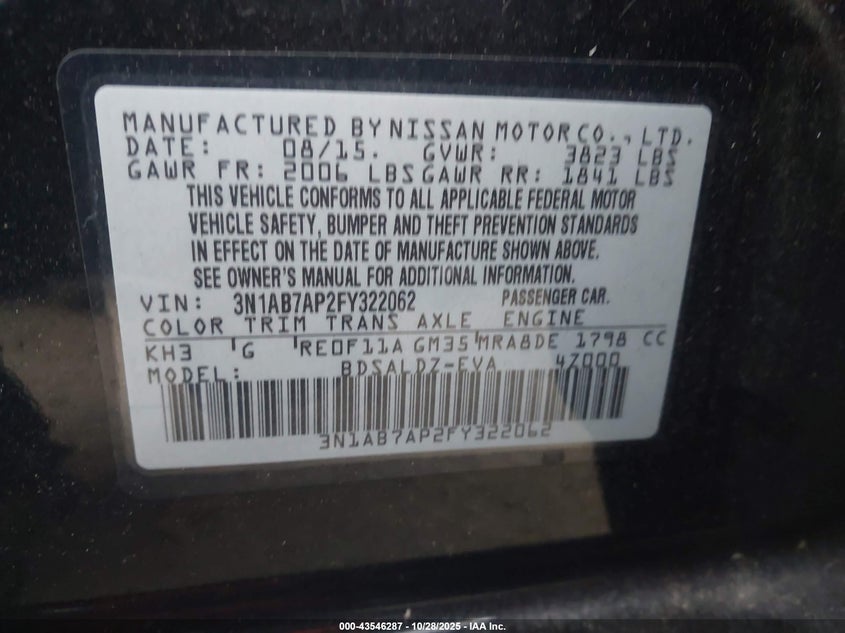 MANUFACTURED BY NISSAN MOTOR CO., LTD.
DATE: 08/15. GVWR: 3823 LBS
GAWR FR: 2006 LBS GAWR RR: 1841 LBS
THIS VEHICLE CONFORMS TO ALL APPLICABLE FEDERAL MOTOR
VEHICLE SAFETY, BUMPER AND THEFT PREVENTION STANDARDS
IN EFFECT ON THE DATE OF MANUFACTURE SHOWN ABOVE.
SEE OWNER'S MANUAL FOR ADDITIONAL INFORMATION.
VIN: 3N1AB7AP2FY322062 PASSENGER CAR.
COLOR TRIM TRANS AXLE ENGINE
KH3 G RE0F11A GM35 MRA8DE 1798 CC
MODEL: BDSALDZ-EVA 4Z000
3N1AB7AP2FY322062
000-43546287 - 10/28/2025 - IAA Inc.